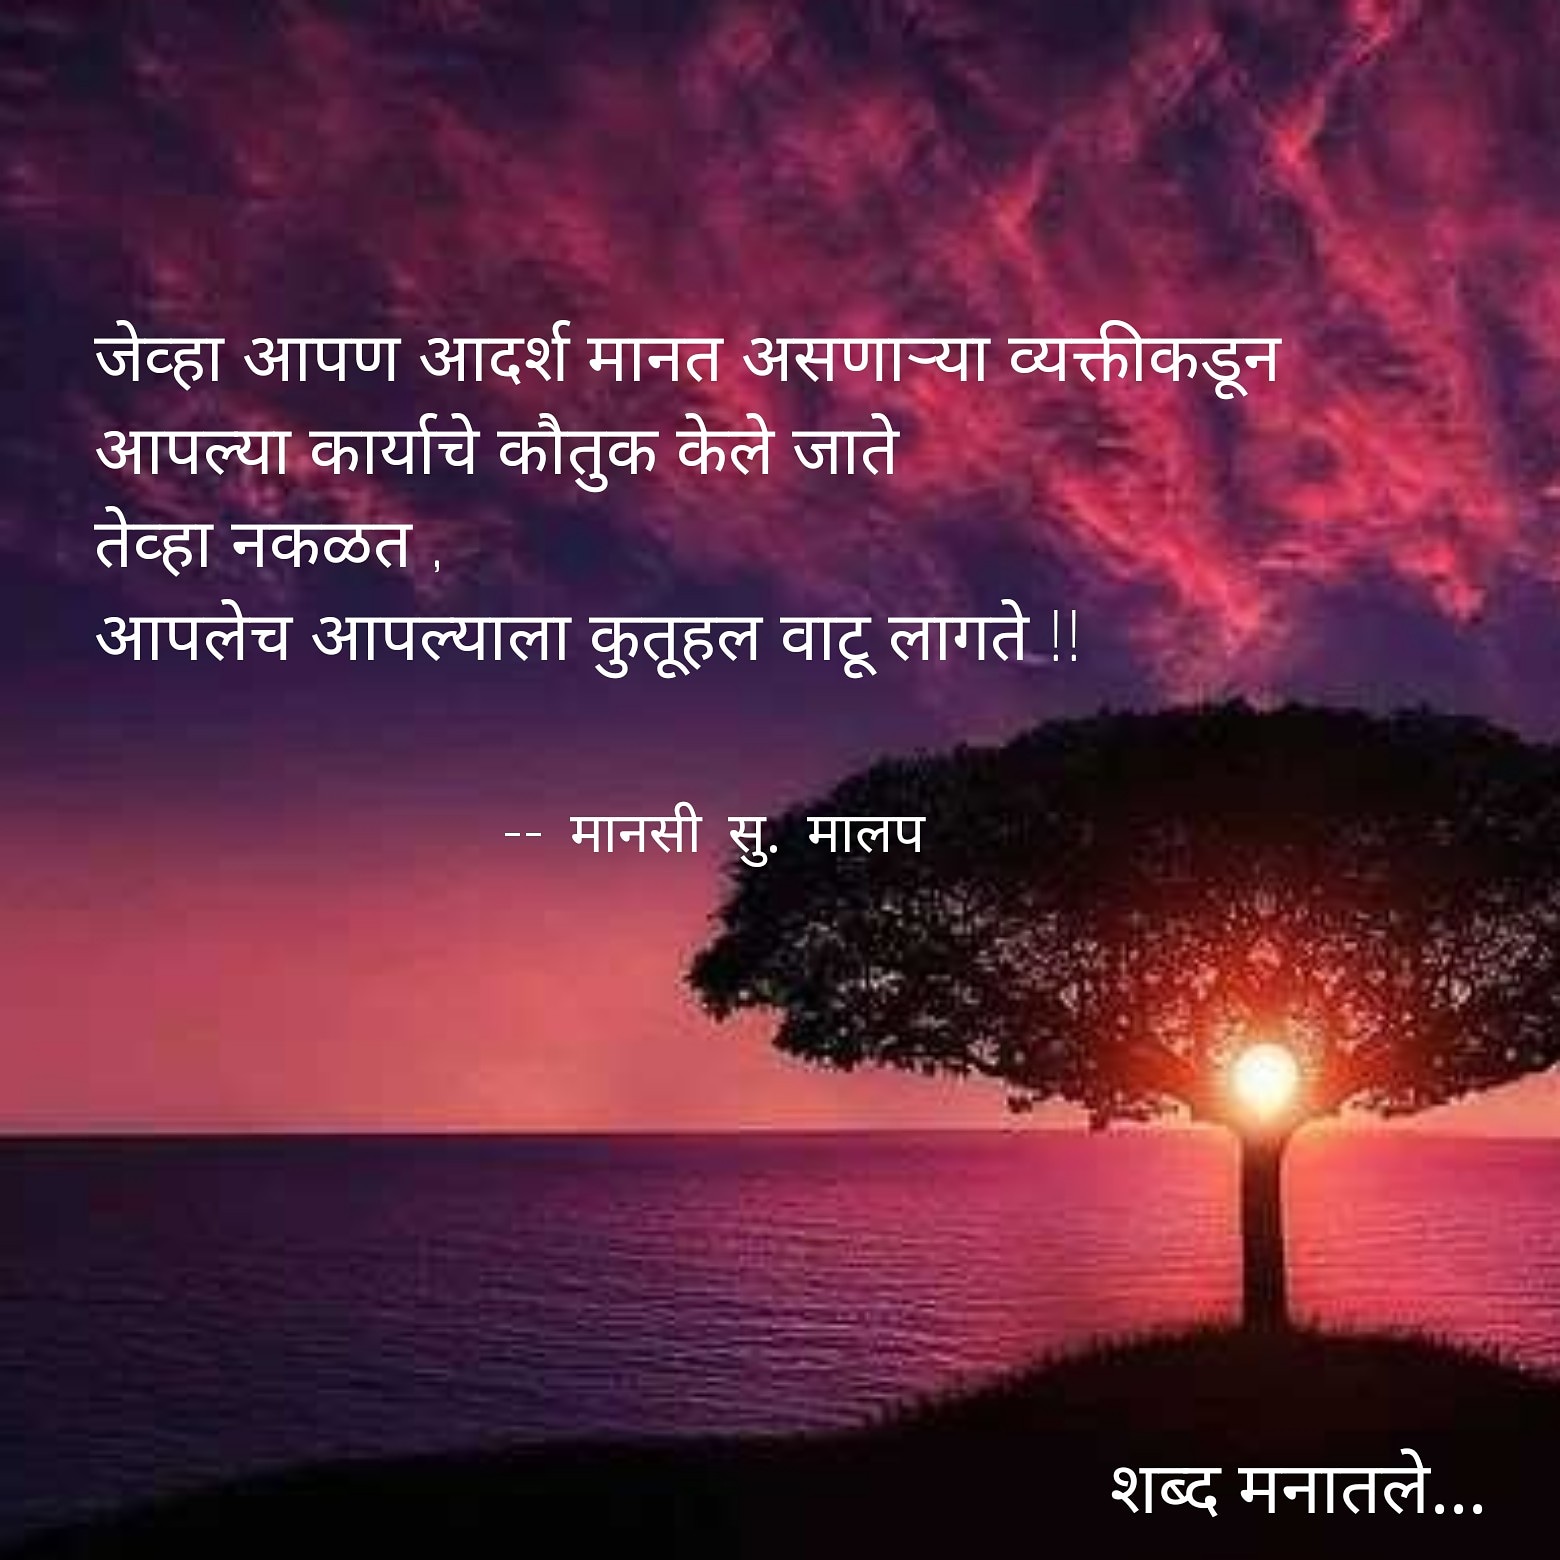 जेव्हा आपण आदर्श मानत असणाऱ्या व्यक्तीकडून
आपल्या कार्याचे कौतुक केले जाते
तेव्हा नकळत ,
आपलेच आपल्याला कुतूहल वाटू लागते !!
-- मानसी सु. मालप
शब्द मनातले...